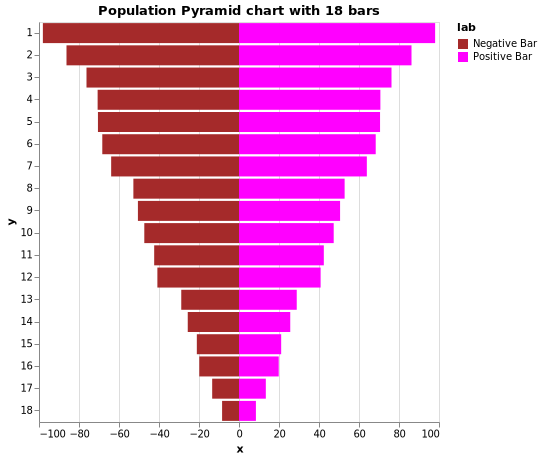 Population Pyramid chart with 18 bars
lab
Negative Bar
Positive Bar
y
1
2
3
4
5
6
7
8
9
10
11
12
13
14
15
16
17
18
−100 −80 −60 −40 −20 0 20 40 60 80 100
x